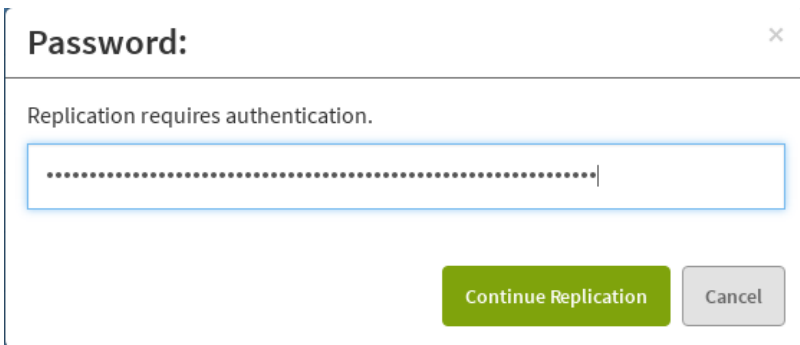 Password:
×
Replication requires authentication.
••••••••••••••••••••••••••••••••••••••••••••••••••••••••••••••••
Continue Replication
Cancel